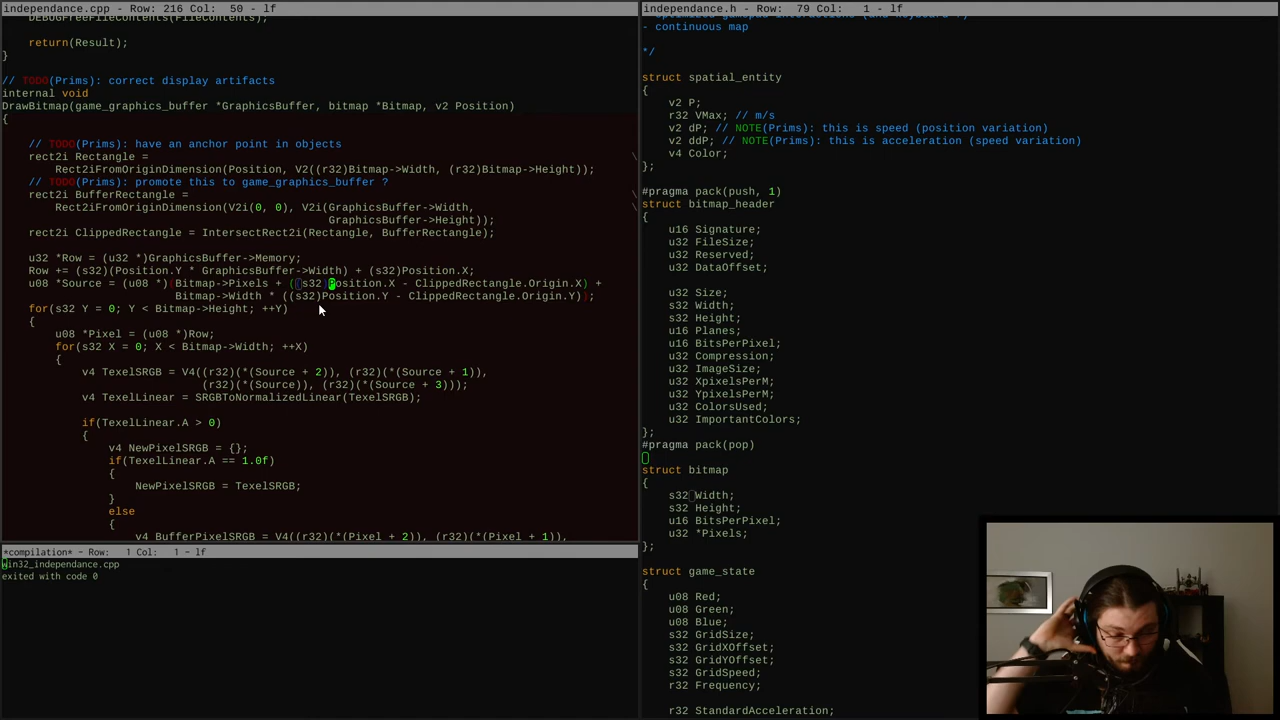 independance.cpp - Row: 216 Col:  50 - lf
DEBUGFreeFileContents(FileContents);
return(Result);
}
// TODO(Prims): correct display artifacts
internal void
DrawBitmap(game_graphics_buffer *GraphicsBuffer, bitmap *Bitmap, v2 Position)
{
// TODO(Prims): have an anchor point in objects
rect2i Rectangle =
Rect2iFromOriginDimension(Position, V2((r32)Bitmap->Width, (r32)Bitmap->Height));
// TODO(Prims): promote this to game_graphics_buffer ?
rect2i BufferRectangle =
Rect2iFromOriginDimension(V2i(0, 0), V2i(GraphicsBuffer->Width,
GraphicsBuffer->Height));
rect2i ClippedRectangle = IntersectRect2i(Rectangle, BufferRectangle);
u32 *Row = (u32 *)GraphicsBuffer->Memory;
Row += (s32)(Position.Y * GraphicsBuffer->Width) + (s32)Position.X;
u08 *Source = (u08 *)(Bitmap->Pixels + ((s32)Position.X - ClippedRectangle.Origin.X) +
Bitmap->Width * ((s32)Position.Y - ClippedRectangle.Origin.Y));
for(s32 Y = 0; Y < Bitmap->Height; ++Y)
{
u08 *Pixel = (u08 *)Row;
for(s32 X = 0; X < Bitmap->Width; ++X)
{
v4 TexelSRGB = V4((r32)(*(Source + 2)), (r32)(*(Source + 1)),
(r32)(*(Source)), (r32)(*(Source + 3)));
v4 TexelLinear = SRGBToNormalizedLinear(TexelSRGB);
if(TexelLinear.A > 0)
{
v4 NewPixelSRGB = {};
if(TexelLinear.A == 1.0f)
{
NewPixelSRGB = TexelSRGB;
}
else
{
v4 BufferPixelSRGB = V4((r32)(*(Pixel + 2)), (r32)(*(Pixel + 1)),
*compilation* - Row:   1 Col:   1 - lf
win32_independance.cpp
exited with code 0
independance.h - Row:  79 Col:   1 - lf
- continuous map
*/
struct spatial_entity
{
v2 P;
r32 VMax; // m/s
v2 dP; // NOTE(Prims): this is speed (position variation)
v2 ddP; // NOTE(Prims): this is acceleration (speed variation)
v4 Color;
};
#pragma pack(push, 1)
struct bitmap_header
{
u16 Signature;
u32 FileSize;
u32 Reserved;
u32 DataOffset;
u32 Size;
s32 Width;
s32 Height;
u16 Planes;
u16 BitsPerPixel;
u32 Compression;
u32 ImageSize;
u32 XpixelsPerM;
u32 YpixelsPerM;
u32 ColorsUsed;
u32 ImportantColors;
};
#pragma pack(pop)
struct bitmap
{
s32 Width;
s32 Height;
u16 BitsPerPixel;
u32 *Pixels;
};
struct game_state
{
u08 Red;
u08 Green;
u08 Blue;
s32 GridSize;
s32 GridXOffset;
s32 GridYOffset;
s32 GridSpeed;
r32 Frequency;
r32 StandardAcceleration;